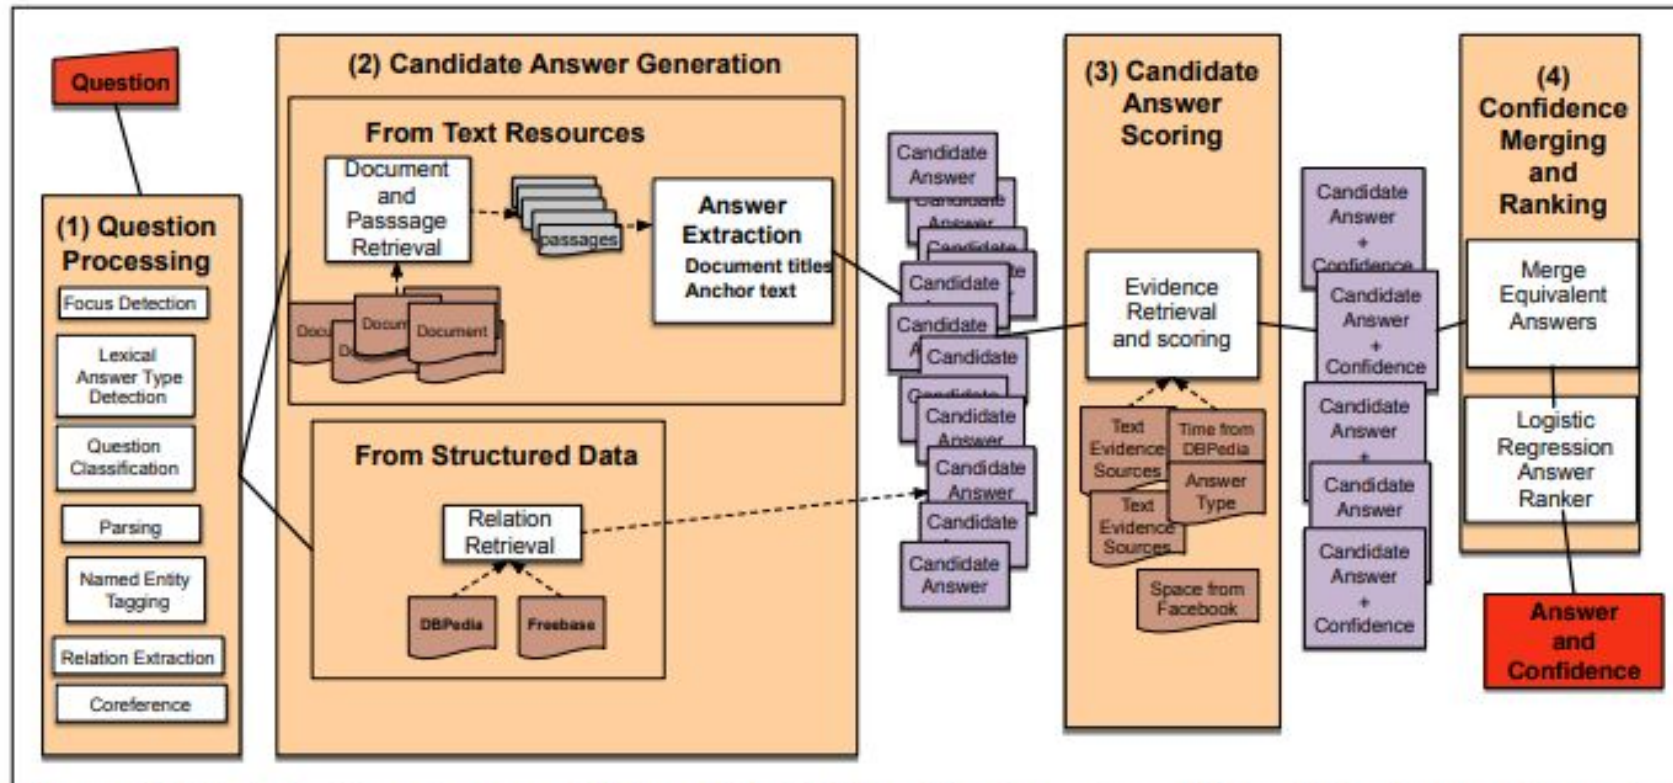 Question
(1) Question
Processing
Focus Detection
Lexical
Answer Type
Detection
Question
Classification
Parsing
Named Entity
Tagging
Relation Extraction
Coreference
(2) Candidate Answer Generation
From Text Resources
Document
and
Passsage
Retrieval
passages
Answer
Extraction
Document titles
Anchor text
Document
From Structured Data
Relation
Retrieval
DBPedia
Freebase
Candidate
Answer
Candidate
Answer
Candidate
Candidate
Candidate
Candidate
Answer
Candidate
Answer
Candidate
Candidate
Answer
(3) Candidate
Answer
Scoring
Evidence
Retrieval
and scoring
Text
Evidence
Sources
Time from
DBPedia
Answer
Type
Text
Evidence
Sources
Space from
Facebook
Candidate
Answer
+
Confidence
Candidate
Answer
+
Confidence
Candidate
Answer
+
Candidate
Answer
Candidate
Answer
+
Confidence
(4)
Confidence
Merging
and
Ranking
Merge
Equivalent
Answers
Logistic
Regression
Answer
Ranker
Answer
and
Confidence